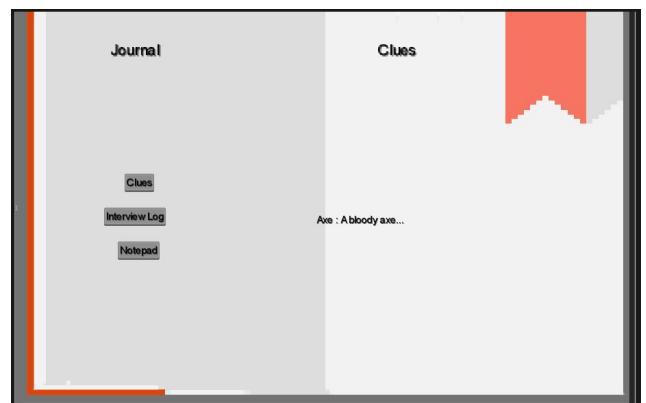 Journal
Clues
Clues
Interview Log
Notepad
Axe : A bloody axe...